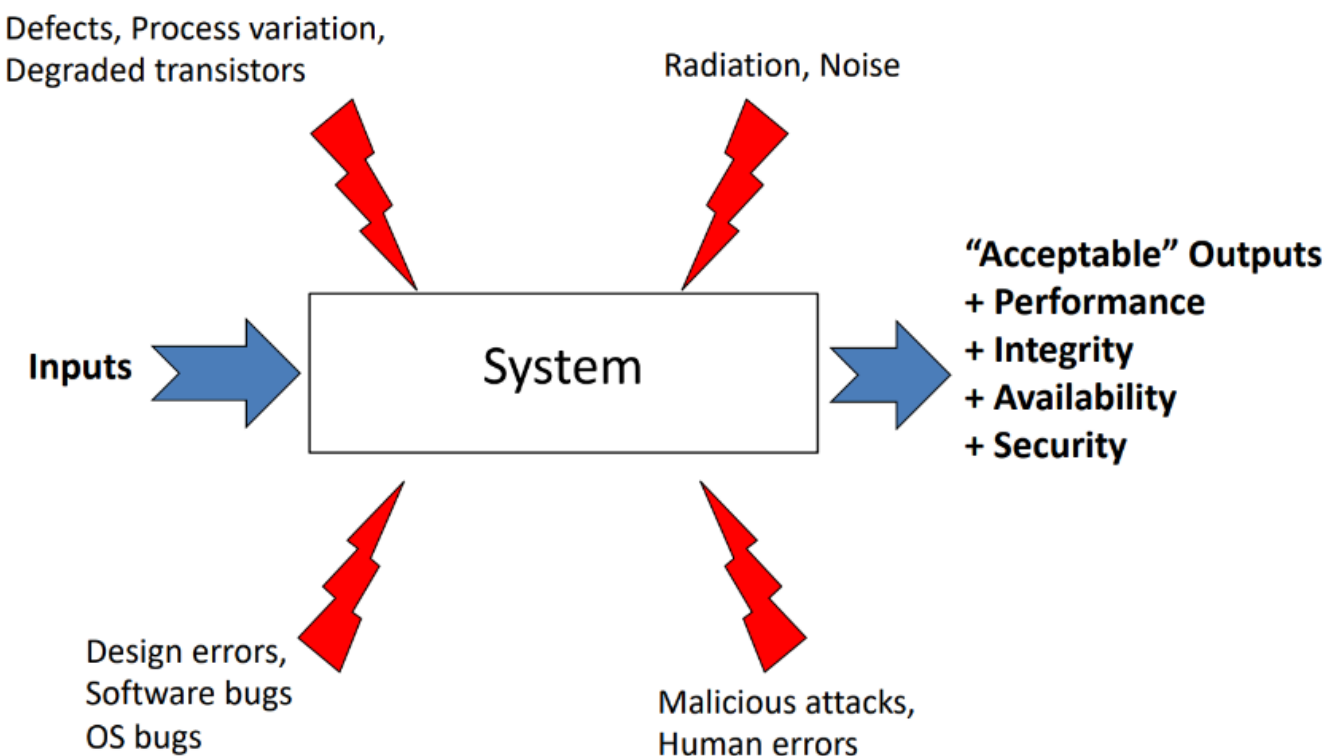 Defects, Process variation,
Degraded transistors
Radiation, Noise
Inputs
System
“Acceptable” Outputs
+ Performance
+ Integrity
+ Availability
+ Security
Design errors,
Software bugs
OS bugs
Malicious attacks,
Human errors